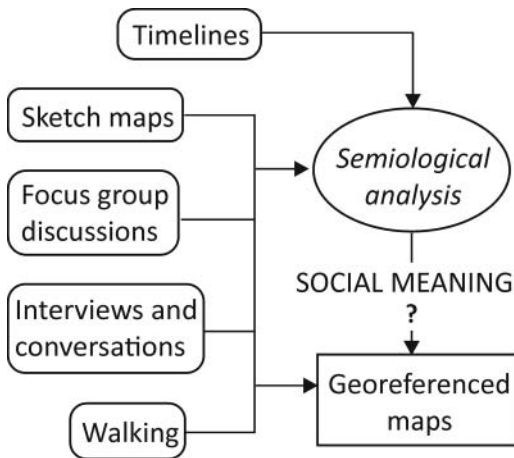 Timelines
Sketch maps
Focus group
discussions
Interviews and
conversations
Walking
Semiological
analysis
SOCIAL MEANING
?
Georeferenced
maps